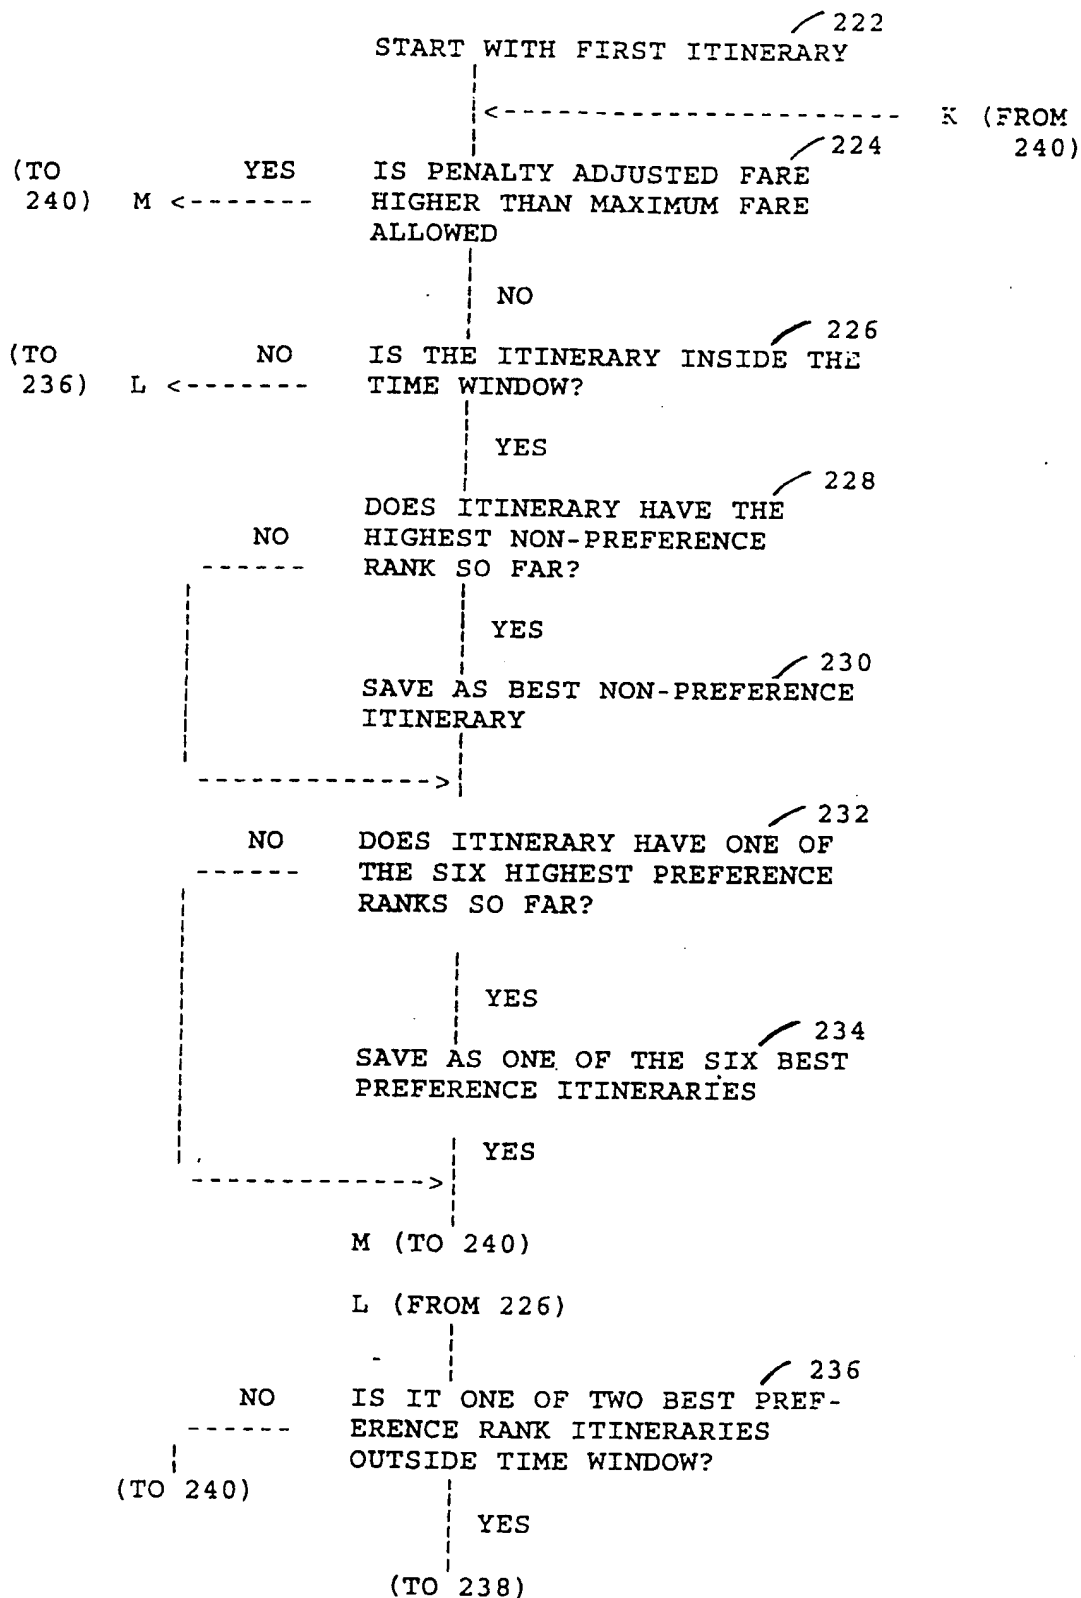 222
START WITH FIRST ITINERARY
K (FROM
240)
224
(TO YES IS PENALTY ADJUSTED FARE
240) M <------- HIGHER THAN MAXIMUM FARE
ALLOWED
NO
226
(TO NO IS THE ITINERARY INSIDE THE
236) L <------- TIME WINDOW?
YES
228
DOES ITINERARY HAVE THE
NO HIGHEST NON-PREFERENCE
RANK SO FAR?
YES
230
SAVE AS BEST NON-PREFERENCE
ITINERARY
232
NO DOES ITINERARY HAVE ONE OF
THE SIX HIGHEST PREFERENCE
RANKS SO FAR?
YES
234
SAVE AS ONE OF THE SIX BEST
PREFERENCE ITINERARIES
YES
M (TO 240)
L (FROM 226)
236
NO IS IT ONE OF TWO BEST PREF-
ERENCE RANK ITINERARIES
OUTSIDE TIME WINDOW?
(TO 240)
YES
(TO 238)